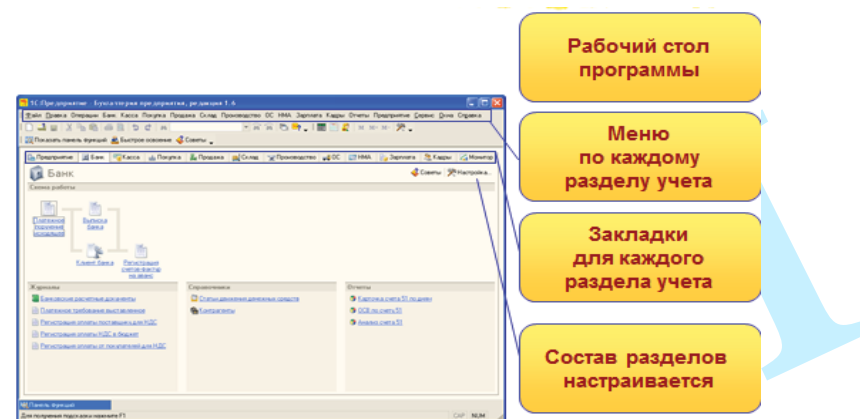 Рабочий стол
программы
1С:Предприятие - Бухгалтерия предприятия, редакция 1.6
Файл Правка Операции Банк Касса Покупка Продажа Склад Производство ОС НМА Зарплата Кадры Отчеты Предприятие Сервис Окна Справка
Показать панель функций Быстрое освоение Советы
Меню
по каждому
разделу учета
Предприятие Банк Касса Покупка Продажа Склад Производство ОС НМА Зарплата Кадры Монитор
Банк
Советы Настройка...
Схема работы
Платежное
поручение
исходящее
Выписка
банка
Клиент банка
Регистрация
счетов-фактур
на аванс
Закладки
для каждого
раздела учета
Журналы
Справочники
Отчеты
Банковские расчетные документы
Статьи движения денежных средств
Карточка счета 51 по дням
Платежное требование выставленное
Контрагенты
ОСВ по счету 51
Регистрация оплаты поставщику для НДС
Анализ счета 51
Регистрация оплаты НДС в бюджет
Регистрация оплаты от покупателей для НДС
Состав разделов
настраивается
Панель функций
Для получения подсказки нажмите F1
CAP NUM